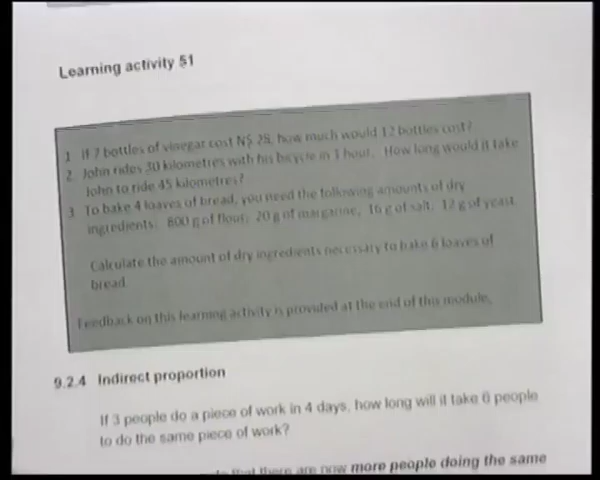 Learning activity 51
1 If 7 bottles of vinegar cost N$ 28, how much would 12 bottles cost?
2. John rides 30 kilometres with his bicycle in 1 hour. How long would it take
John to ride 45 kilometres?
3 To bake 4 loaves of bread, you need the following amounts of dry
ingredients: 800 g of flour, 20 g of margarine, 16 g of salt, 12 g of yeast.
Calculate the amount of dry ingredients necessary to bake 6 loaves of
bread.
Feedback on this learning activity is provided at the end of this module.
9.2.4 Indirect proportion
If 3 people do a piece of work in 4 days, how long will it take 6 people
to do the same piece of work?
that there are now more people doing the same